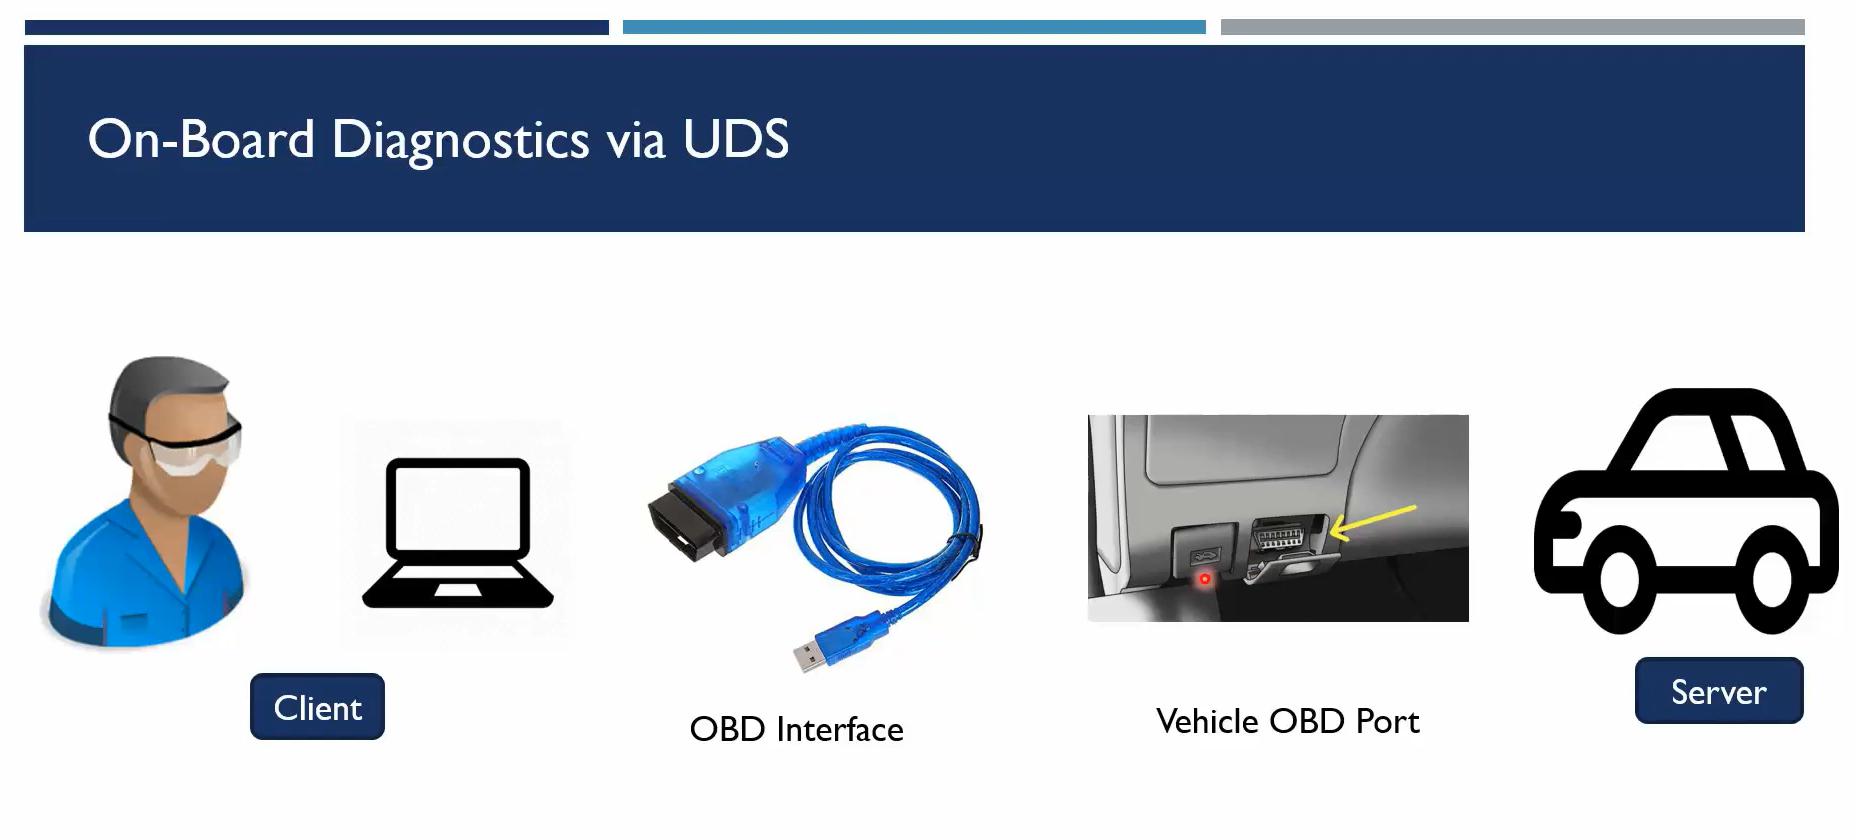 On-Board Diagnostics via UDS
Client
OBD Interface
Vehicle OBD Port
Server